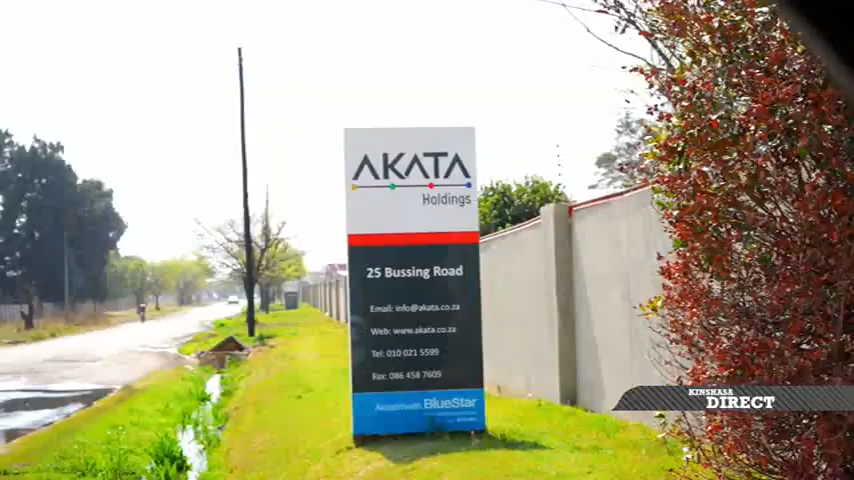 AKATA
Holdings
25 Bussing Road
Email: info@akata.co.za
Web: www.akata.co.za
Tel: 010 021 5599
Fax: 086 458 7605
BlueStar
KINSHASA
DIRECT